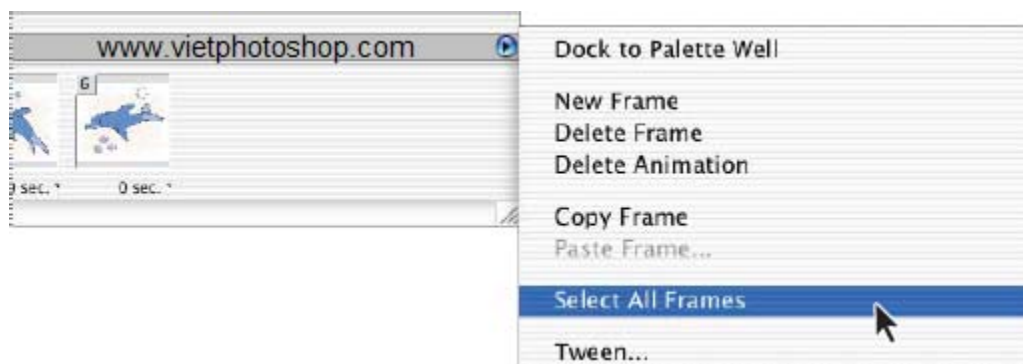 www.vietphotoshop.com
6
sec.
0 sec.
Dock to Palette Well
New Frame
Delete Frame
Delete Animation
Copy Frame
Paste Frame...
Select All Frames
Tween...